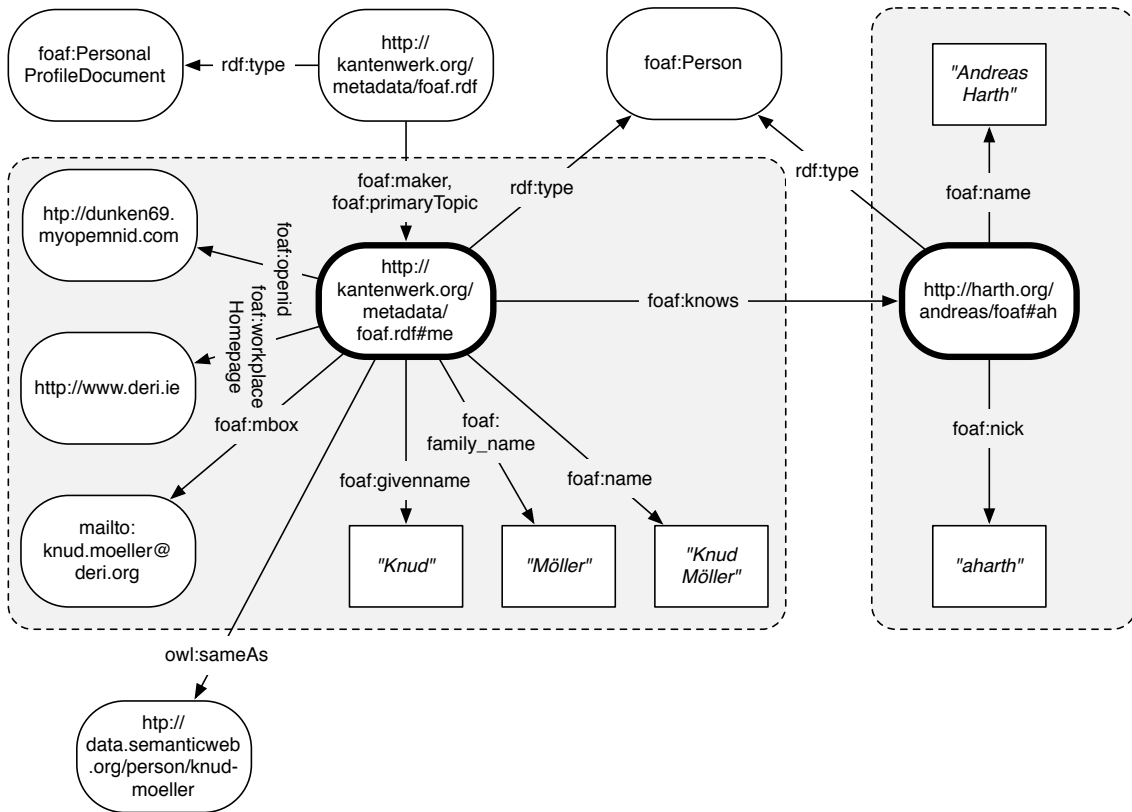 foaf:Personal
ProfileDocument
rdf:type
http://
kantenwerk.org/
metadata/foaf.rdf
foaf:Person
"Andreas
Harth"
foaf:maker,
foaf:primaryTopic
rdf:type
rdf:type
foaf:name
http://dunken69.
myopemnid.com
foaf:openid
http://
kantenwerk.org/
metadata/
foaf.rdf#me
foaf:knows
http://harth.org/
andreas/foaf#ah
foaf:workplace
Homepage
http://www.deri.ie
foaf:mbox
foaf:
family_name
foaf:nick
foaf:givenname
foaf:name
mailto:
knud.moeller@
deri.org
"Knud"
"Möller"
"Knud
Möller"
"aharth"
owl:sameAs
htp://
data.semanticweb
.org/person/knud-
moeller